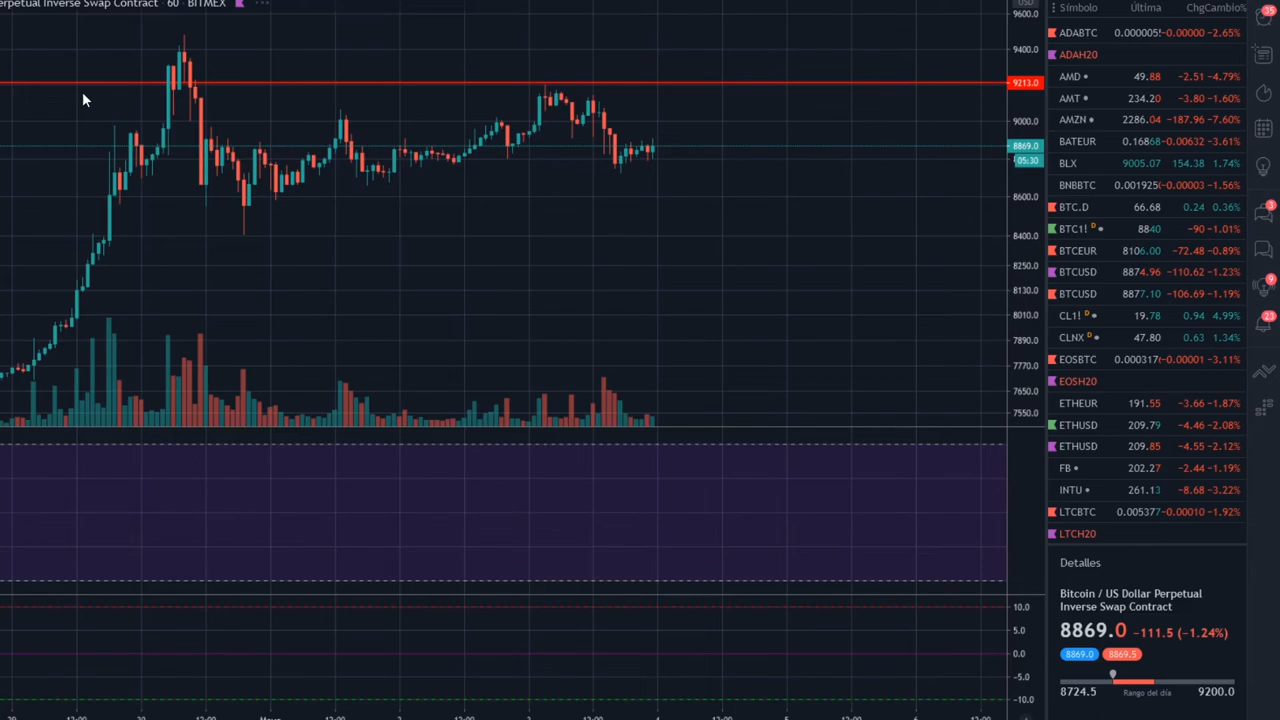 Perpetual Inverse Swap Contract · 60 · BITMEX
USD
9600.0
9400.0
9213.0
9000.0
8869.0
05:30
8600.0
8400.0
8250.0
8130.0
8010.0
7890.0
7770.0
7650.0
7550.0
10.0
5.0
0.0
-5.0
-10.0
Símbolo Última Chg Cambio%
35
ADABTC 0.000005 -0.00000 -2.65%
ADAH20
AMD 49.88 -2.51 -4.79%
AMT 234.20 -3.80 -1.60%
AMZN 2286.04 -187.96 -7.60%
BATEUR 0.16868 -0.00632 -3.61%
BLX 9005.07 154.38 1.74%
BNBBTC 0.001925 -0.00003 -1.56%
BTC.D 66.68 0.24 0.36%
3
BTC1! D 8840 -90 -1.01%
BTCEUR 8106.00 -72.48 -0.89%
BTCUSD 8874.96 -110.62 -1.23%
9
BTCUSD 8877.10 -106.69 -1.19%
CL1! D 19.78 0.94 4.99%
23
CLNX D 47.80 0.63 1.34%
EOSBTC 0.000317 -0.00001 -3.11%
EOSH20
ETHEUR 191.55 -3.66 -1.87%
ETHUSD 209.79 -4.46 -2.08%
ETHUSD 209.85 -4.55 -2.12%
FB 202.27 -2.44 -1.19%
INTU 261.13 -8.68 -3.22%
LTCBTC 0.005377 -0.00010 -1.92%
LTCH20
Detalles
Bitcoin / US Dollar Perpetual
Inverse Swap Contract
8869.0 -111.5 (-1.24%)
8869.0 8869.5
8724.5 Rango del día 9200.0